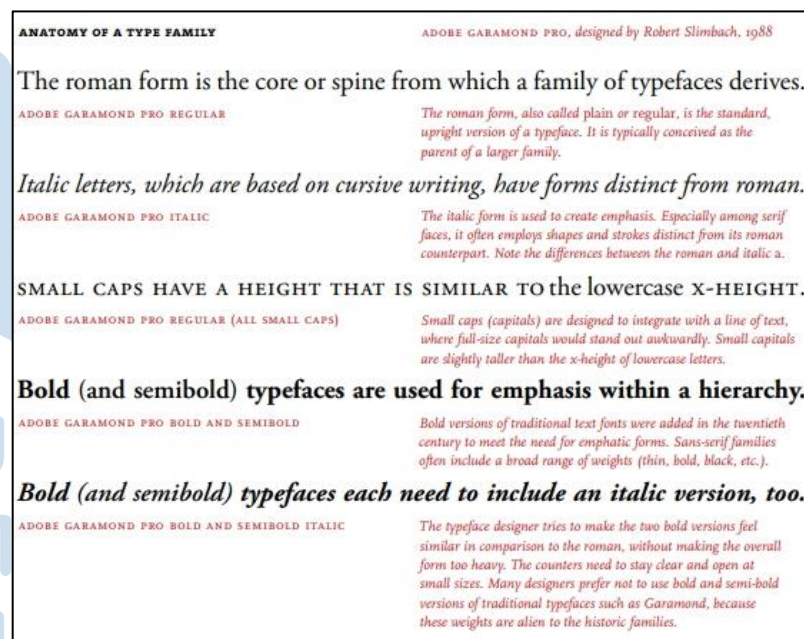 ANATOMY OF A TYPE FAMILY
ADOBE GARAMOND PRO, designed by Robert Slimbach, 1988
The roman form is the core or spine from which a family of typefaces derives.
ADOBE GARAMOND PRO REGULAR
The roman form, also called plain or regular, is the standard,
upright version of a typeface. It is typically conceived as the
parent of a larger family.
Italic letters, which are based on cursive writing, have forms distinct from roman.
ADOBE GARAMOND PRO ITALIC
The italic form is used to create emphasis. Especially among serif
faces, it often employs shapes and strokes distinct from its roman
counterpart. Note the differences between the roman and italic a.
SMALL CAPS HAVE A HEIGHT THAT IS SIMILAR TO the lowercase X-HEIGHT.
ADOBE GARAMOND PRO REGULAR (ALL SMALL CAPS)
Small caps (capitals) are designed to integrate with a line of text,
where full-size capitals would stand out awkwardly. Small capitals
are slightly taller than the x-height of lowercase letters.
Bold (and semibold) typefaces are used for emphasis within a hierarchy.
ADOBE GARAMOND PRO BOLD AND SEMIBOLD
Bold versions of traditional text fonts were added in the twentieth
century to meet the need for emphatic forms. Sans-serif families
often include a broad range of weights (thin, bold, black, etc.).
Bold (and semibold) typefaces each need to include an italic version, too.
ADOBE GARAMOND PRO BOLD AND SEMIBOLD ITALIC
The typeface designer tries to make the two bold versions feel
similar in comparison to the roman, without making the overall
form too heavy. The counters need to stay clear and open at
small sizes. Many designers prefer not to use bold and semi-bold
versions of traditional typefaces such as Garamond, because
these weights are alien to the historic families.